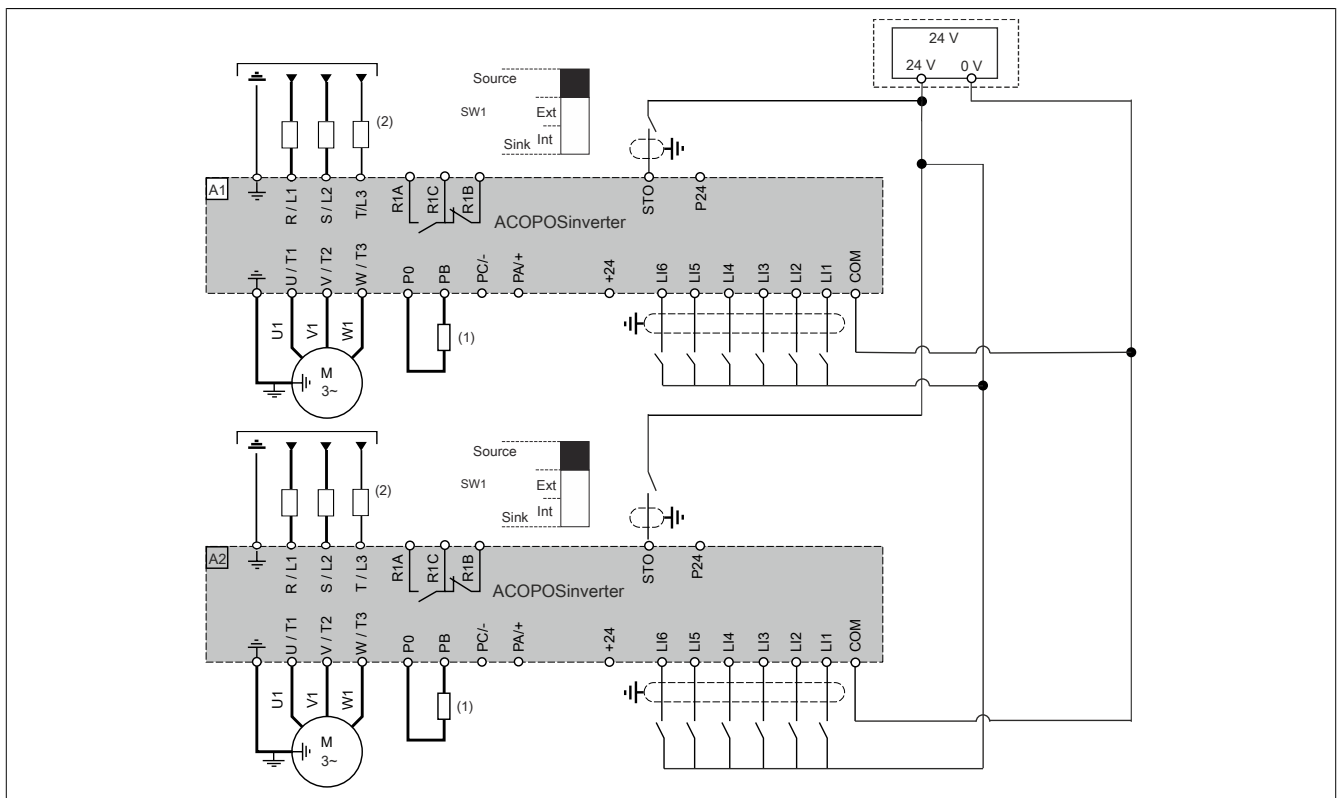 24 V
24 V 0 V
Source
SW1 Ext
Sink Int
(2)
A1
R / L1 S / L2 T/L3 R1A R1C R1B STO P24
ACOPOSinverter
U / T1 V / T2 W / T3 P0 PB PC/- PA/+ +24 LI6 LI5 LI4 LI3 LI2 LI1 COM
U1 V1 W1
(1)
M
3~
Source
SW1 Ext
Sink Int
(2)
A2
R / L1 S / L2 T / L3 R1A R1C R1B STO P24
ACOPOSinverter
U / T1 V / T2 W / T3 P0 PB PC/- PA/+ +24 LI6 LI5 LI4 LI3 LI2 LI1 COM
U1 V1 W1
(1)
M
3~